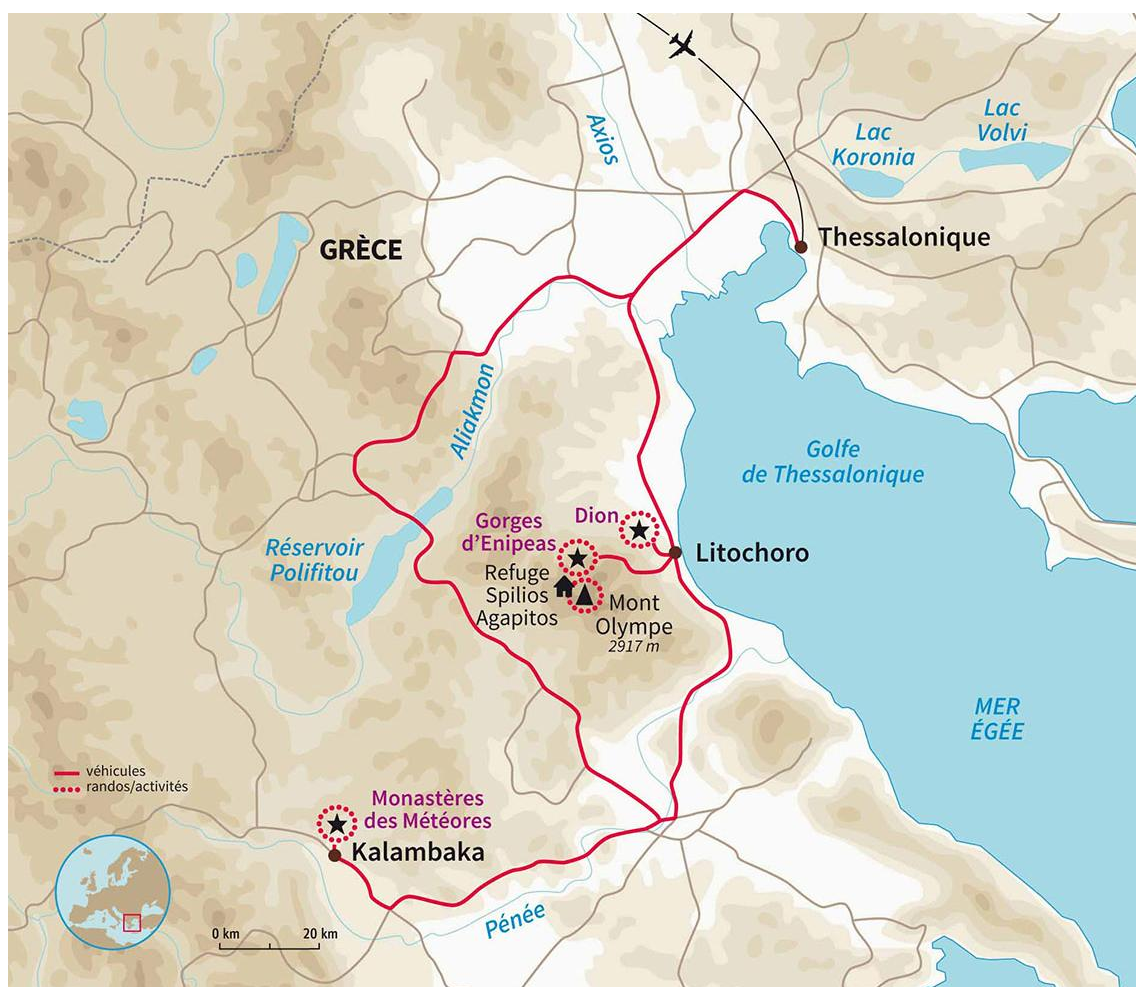 Axios
Lac
Volvi
Lac
Koronia
Thessalonique
GRÈCE
Aliakmon
Golfe
de Thessalonique
Dion
Gorges
d'Enipeas
Litochoro
Réservoir
Polifitou
Refuge
Spilios
Agapitos
Mont
Olympe
2917 m
MER
ÉGÉE
véhicules
randos/activités
Monastères
des Météores
Kalambaka
Pénée
0 km
20 km